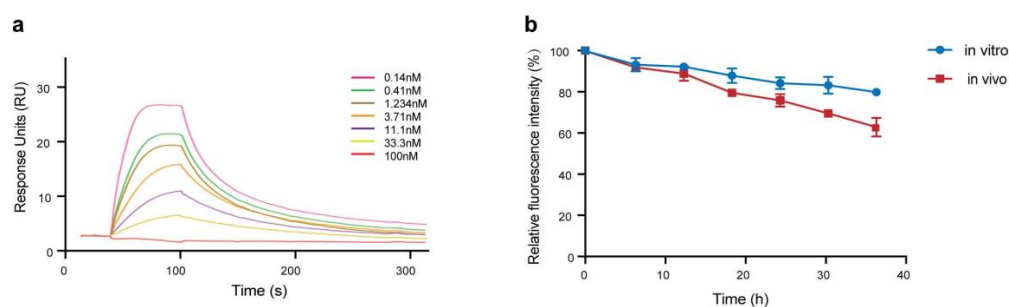 a
Response Units (RU)
30
20
10
0
0
100
200
300
Time (s)
0.14nM
0.41nM
1.234nM
3.71nM
11.1nM
33.3nM
100nM
b
Relative fluorescence intensity (%)
100
80
60
40
20
0
0
10
20
30
40
Time (h)
in vitro
in vivo